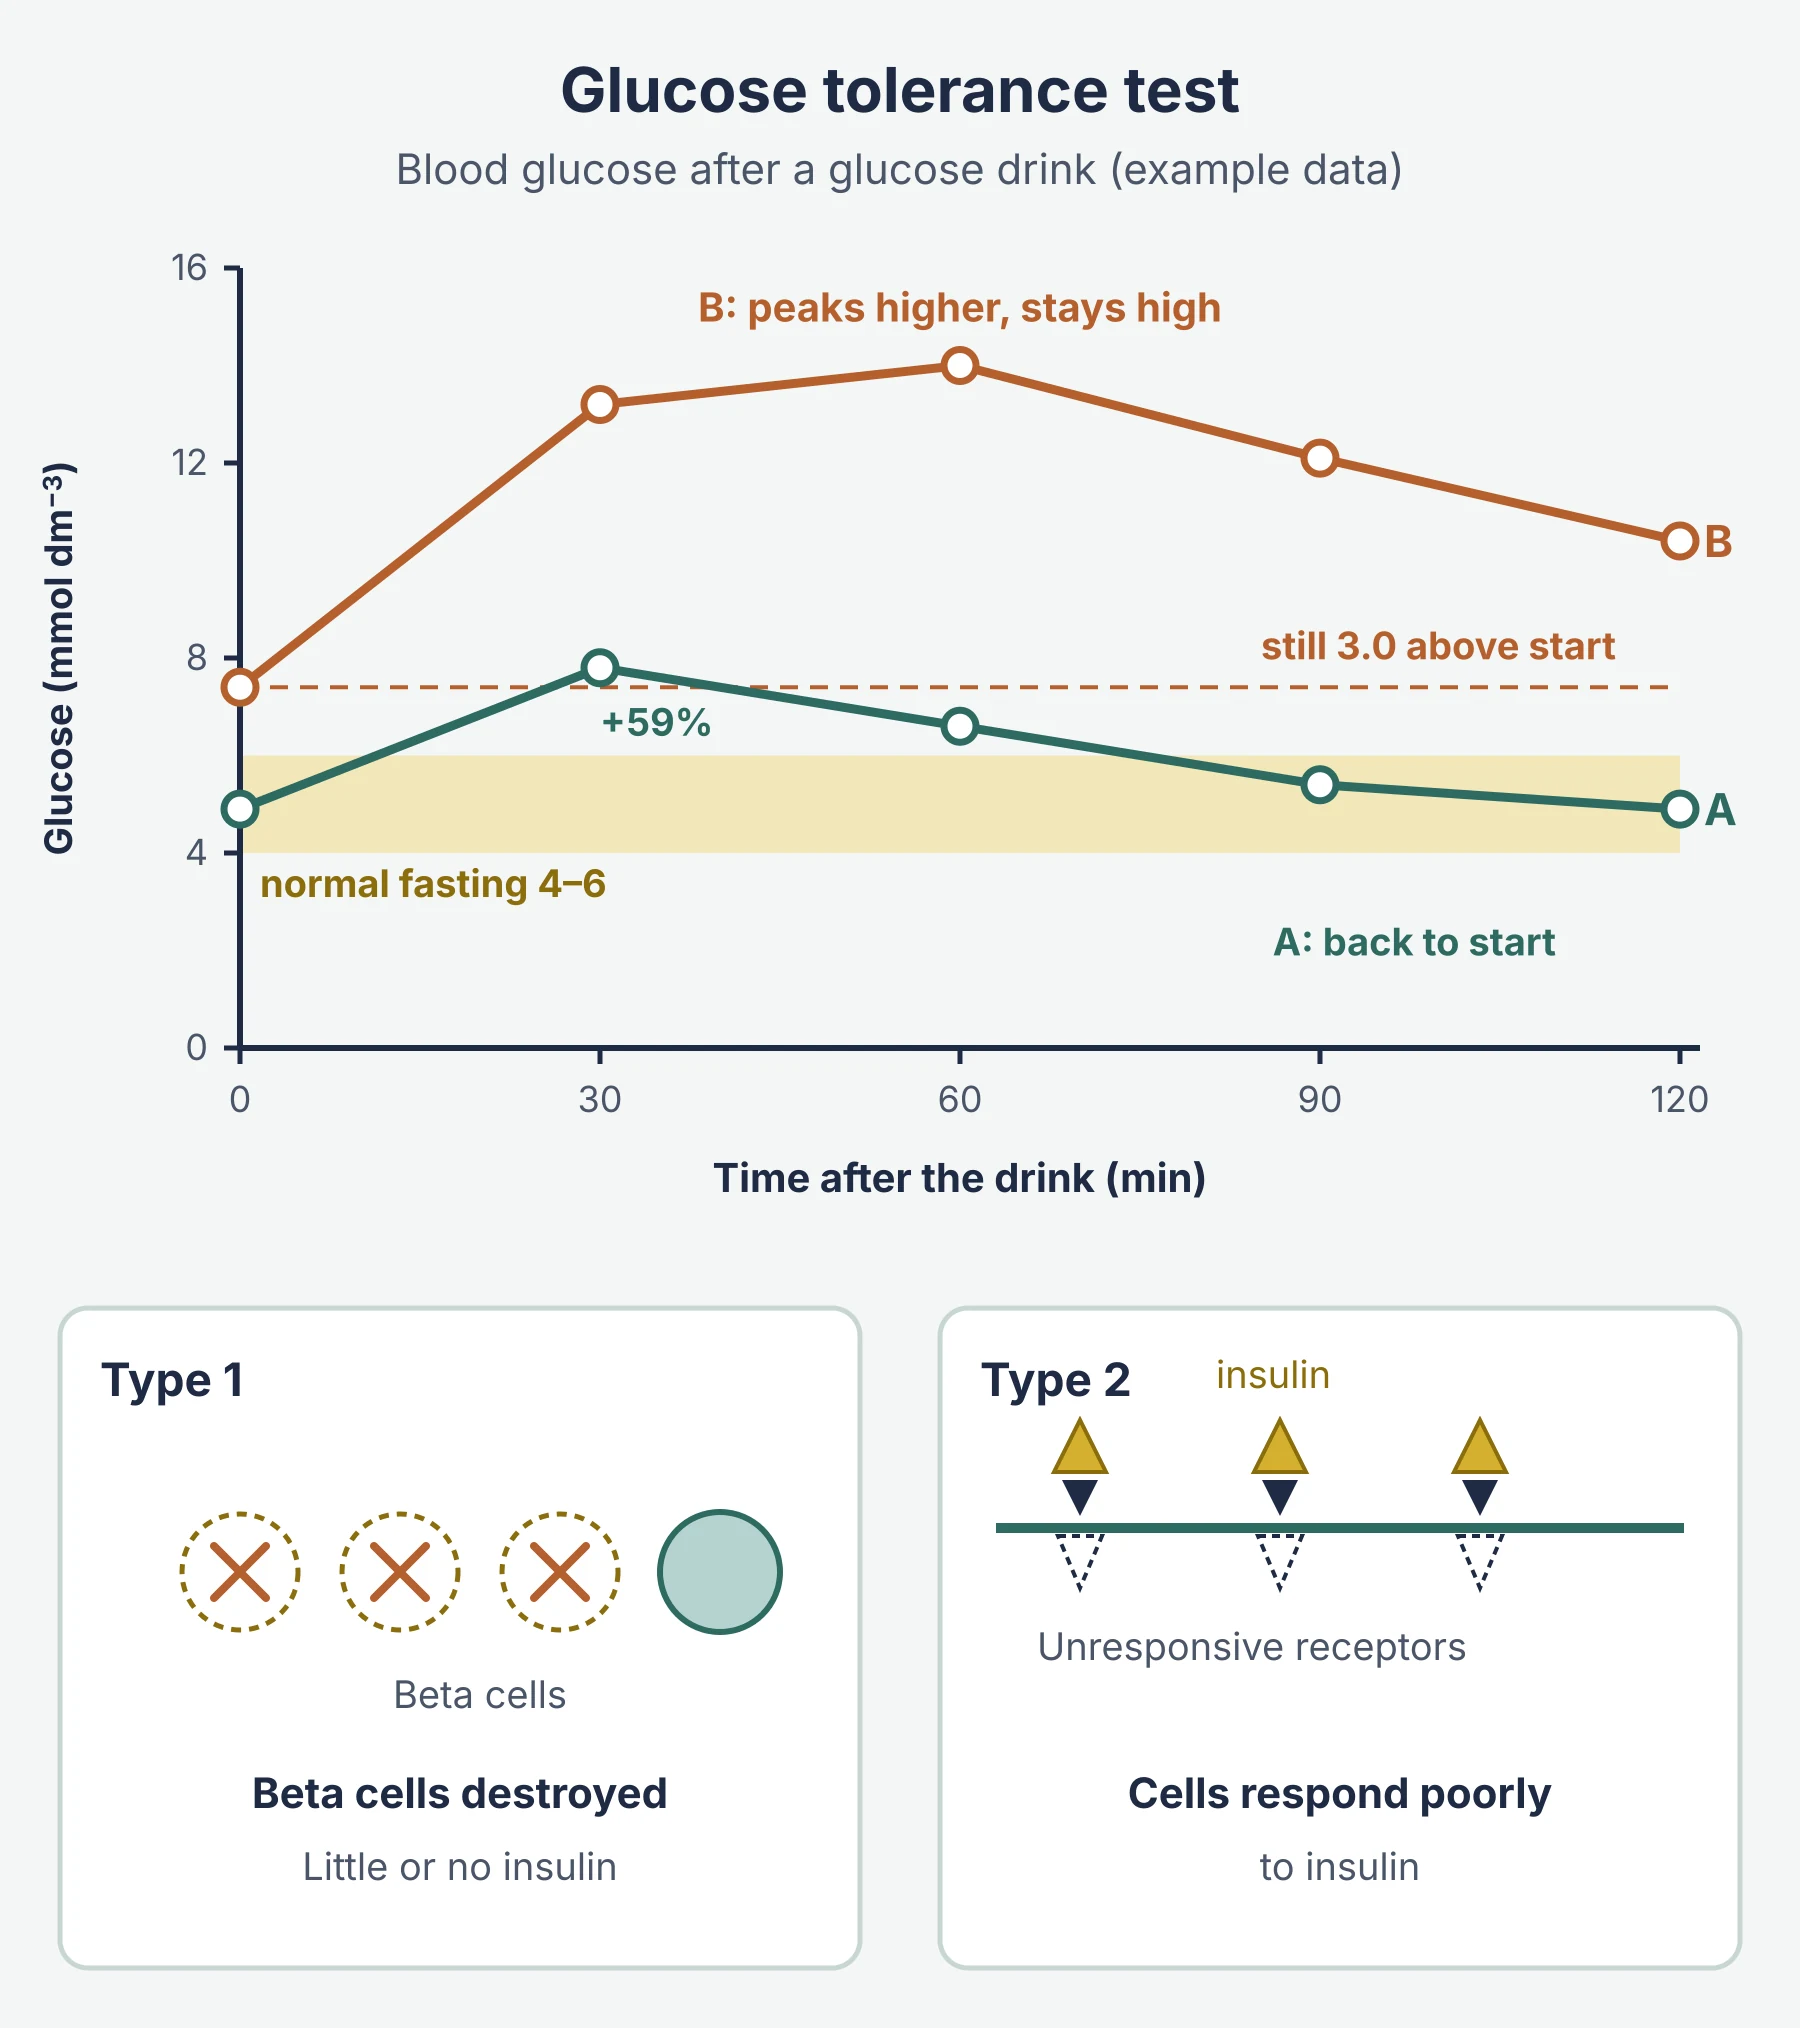 Glucose tolerance test
Blood glucose after a glucose drink (example data)
16
12
8
4
0
Glucose (mmol dm⁻³)
B: peaks higher, stays high
B
still 3.0 above start
+59%
A
normal fasting 4–6
A: back to start
0
30
60
90
120
Time after the drink (min)
Type 1
Beta cells
Beta cells destroyed
Little or no insulin
Type 2
insulin
Unresponsive receptors
Cells respond poorly
to insulin